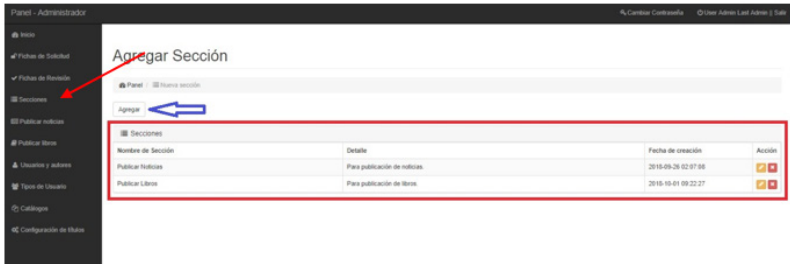 Panel - Administrador
Cambiar Contraseña
User Admin Last Admin || Salir
Inicio
Fichas de Solicitud
Fichas de Revisión
Secciones
Publicar noticias
Publicar libros
Usuarios y autores
Tipos de Usuario
Catálogos
Configuración de títulos
Agregar Sección
Panel / Nueva sección
Agregar
Secciones
Nombre de Sección Detalle Fecha de creación Acción
Publicar Noticias Para publicación de noticias. 2018-09-26 02:07:08
Publicar Libros Para publicación de libros 2018-10-01 09:22:27